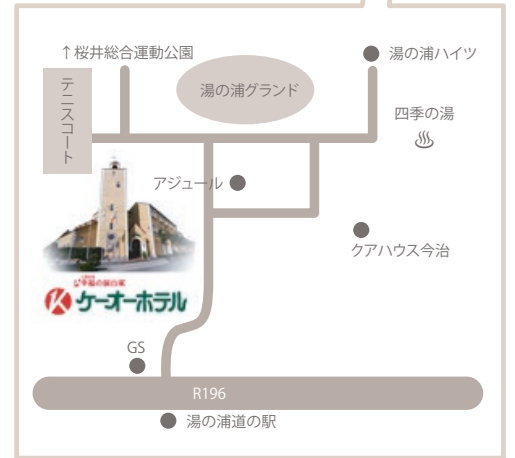 ↑桜井総合運動公園
湯の浦ハイツ
テニスコート
湯の浦グランド
四季の湯
アジュール
クアハウス今治
K ケーオーホテル
GS
R196
湯の浦道の駅